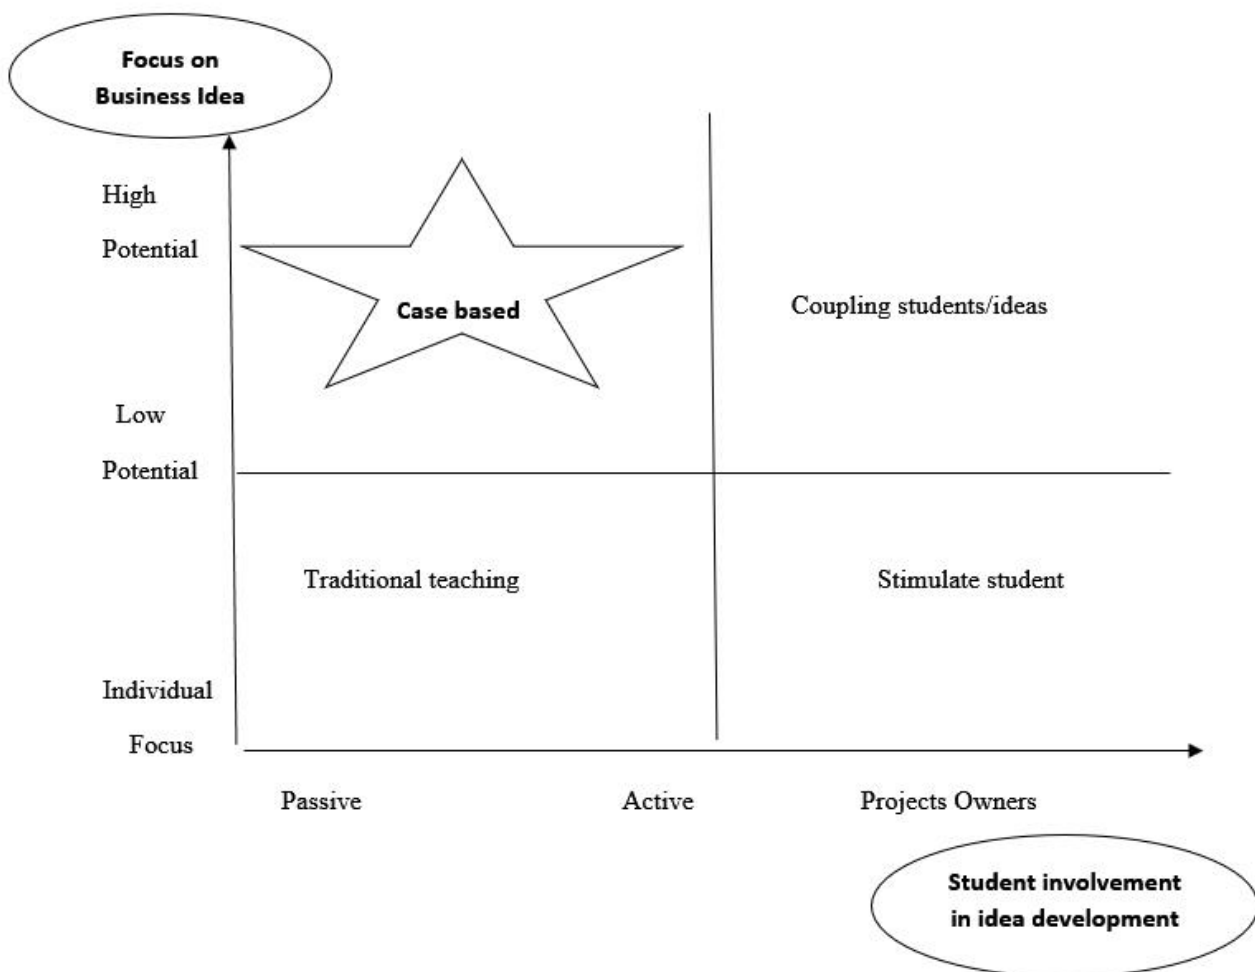 Focus on
Business Idea
High
Potential
Case based
Coupling students/ideas
Low
Potential
Traditional teaching
Stimulate student
Individual
Focus
Passive
Active
Projects Owners
Student involvement
in idea development